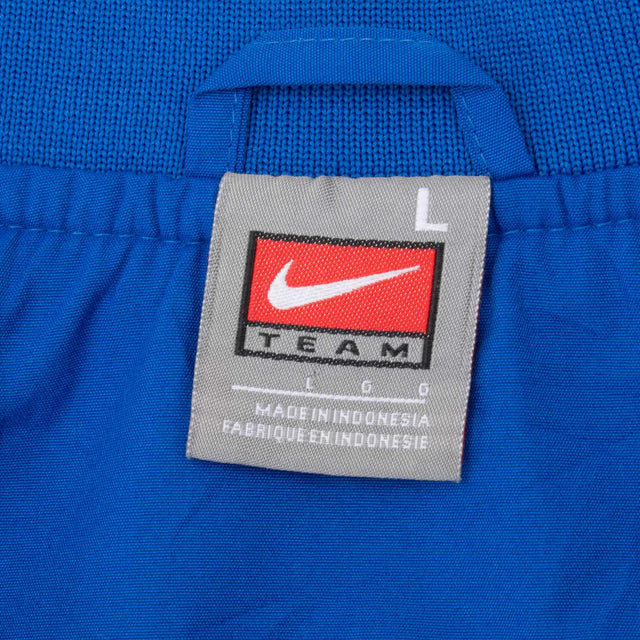 L
TEAM
L G G
MADE IN INDONESIA
FABRIQUE EN INDONESIE